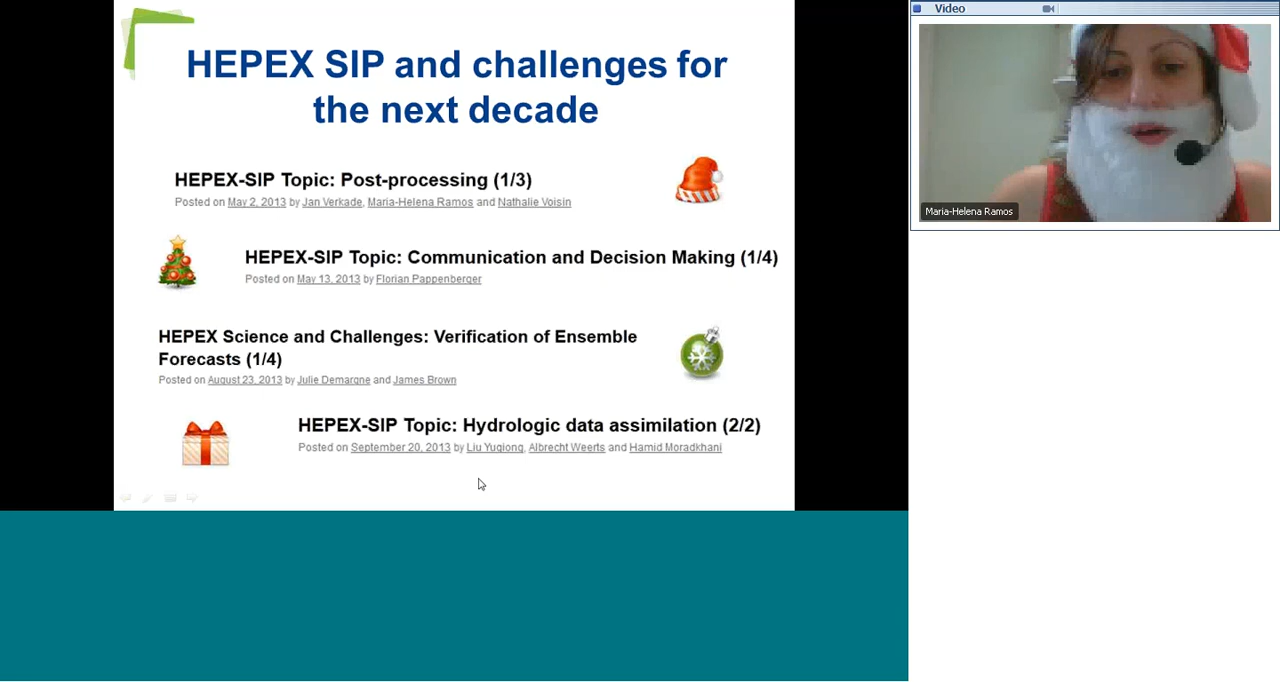 Video
HEPEX SIP and challenges for
the next decade
HEPEX-SIP Topic: Post-processing (1/3)
Posted on May 2, 2013 by Jan Verkade, Maria-Helena Ramos and Nathalie Voisin
HEPEX-SIP Topic: Communication and Decision Making (1/4)
Posted on May 13, 2013 by Florian Pappenberger
HEPEX Science and Challenges: Verification of Ensemble
Forecasts (1/4)
Posted on August 23, 2013 by Julie Demargne and James Brown
HEPEX-SIP Topic: Hydrologic data assimilation (2/2)
Posted on September 20, 2013 by Liu Yuqiong, Albrecht Weerts and Hamid Moradkhani
Maria-Helena Ramos